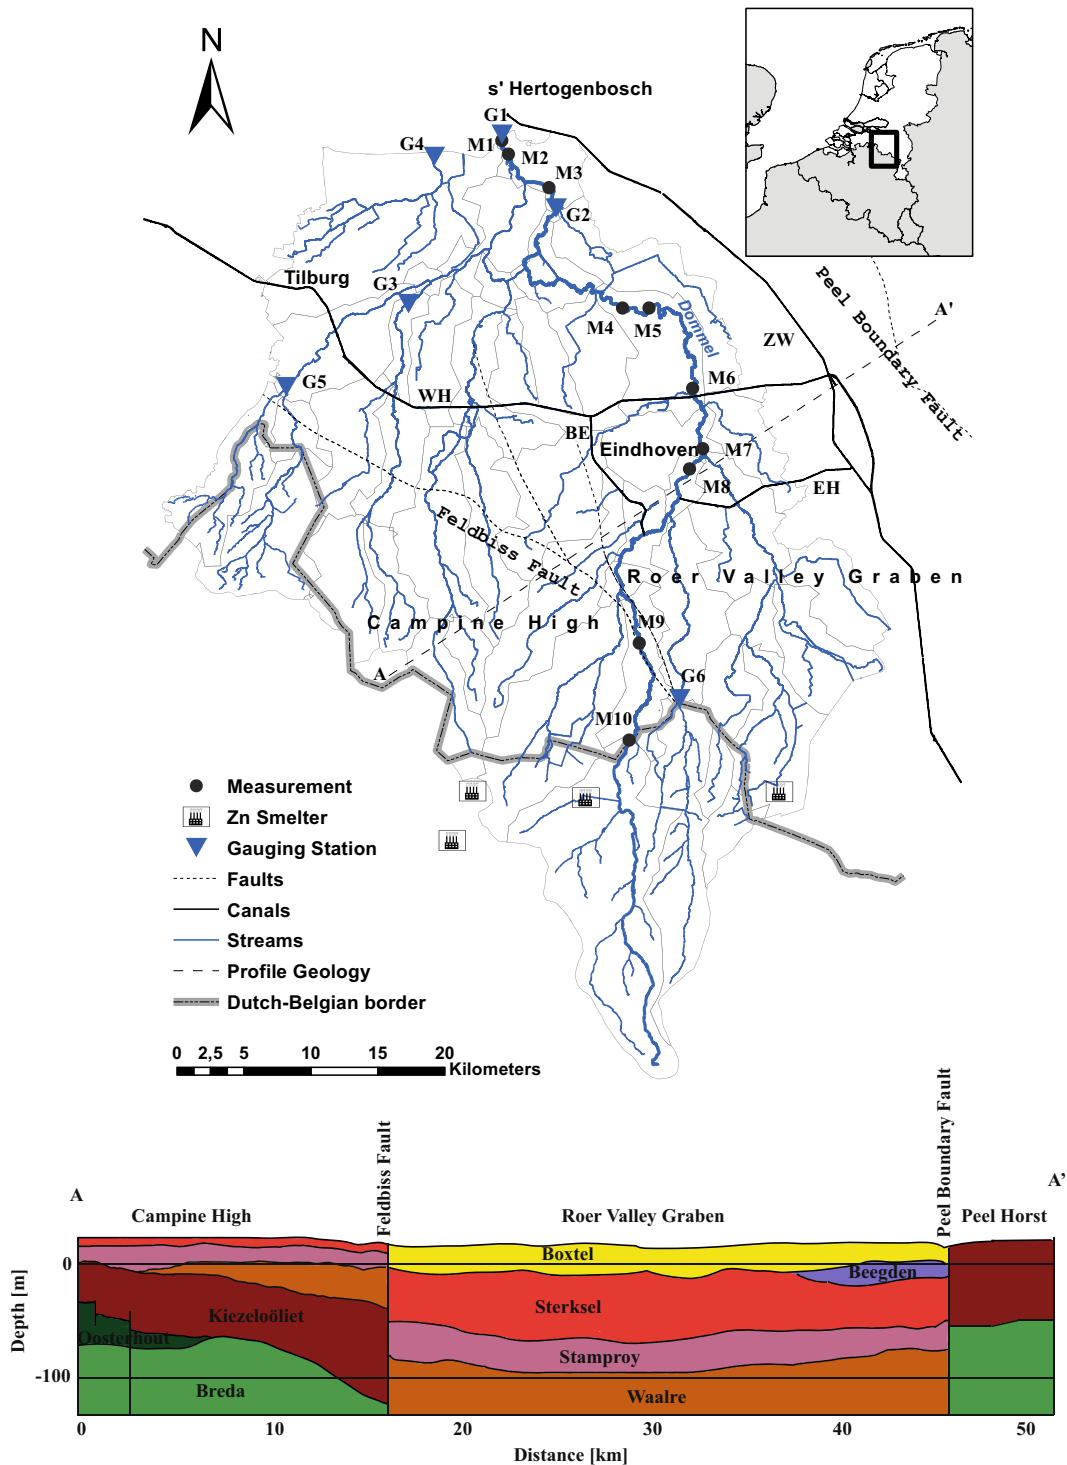 N
s' Hertogenbosch
G1
G4
M1
M2
M3
G2
Tilburg
G3
M4
M5
Dommel
ZW
Peel Boundary Fault
A'
G5
WH
M6
BE
Eindhoven
M7
M8
EH
Feldbiss Fault
Roer Valley Graben
Campine High
M9
A
G6
M10
Measurement
Zn Smelter
Gauging Station
Faults
Canals
Streams
Profile Geology
Dutch-Belgian border
0 2,5 5 10 15 20
Kilometers
A
Campine High
Feldbiss Fault
Roer Valley Graben
Peel Boundary Fault
Peel Horst
A'
Depth [m]
0
-100
Boxtel
Beegden
Sterksel
Kiezeloöliet
Oosterhout
Stamproy
Breda
Waalre
0 10 20 30 40 50
Distance [km]